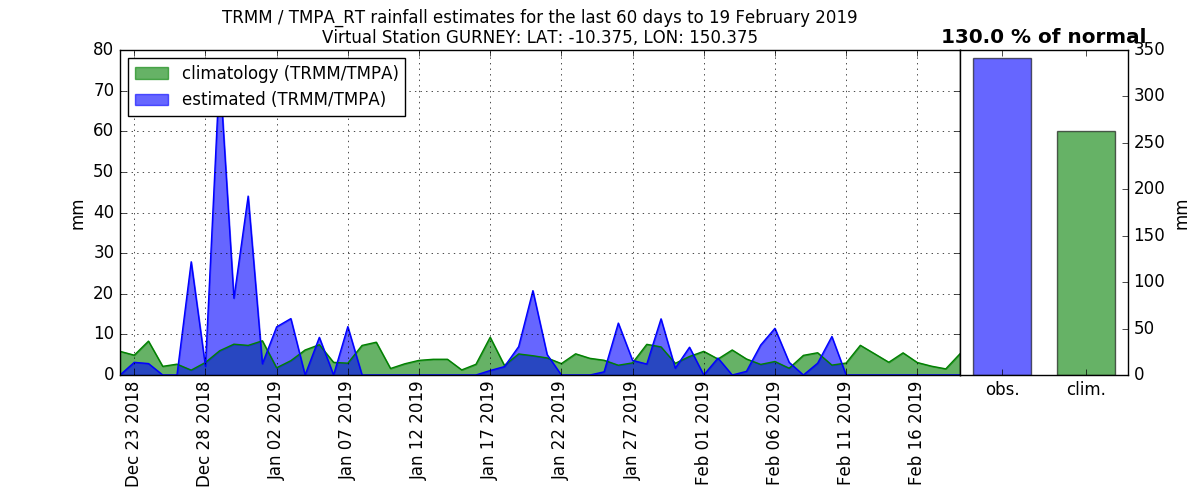 TRMM / TMPA_RT rainfall estimates for the last 60 days to 19 February 2019
Virtual Station GURNEY: LAT: -10.375, LON: 150.375
130.0 % of normal
climatology (TRMM/TMPA)
estimated (TRMM/TMPA)
80
70
60
50
40
30
20
10
0
mm
Dec 23 2018
Dec 28 2018
Jan 02 2019
Jan 07 2019
Jan 12 2019
Jan 17 2019
Jan 22 2019
Jan 27 2019
Feb 01 2019
Feb 06 2019
Feb 11 2019
Feb 16 2019
obs.
clim.
350
300
250
200
150
100
50
0
mm